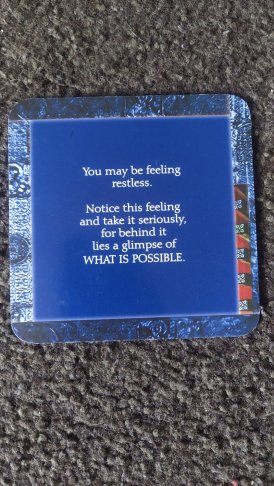 You may be feeling
restless.
Notice this feeling
and take it seriously,
for behind it
lies a glimpse of
WHAT IS POSSIBLE.